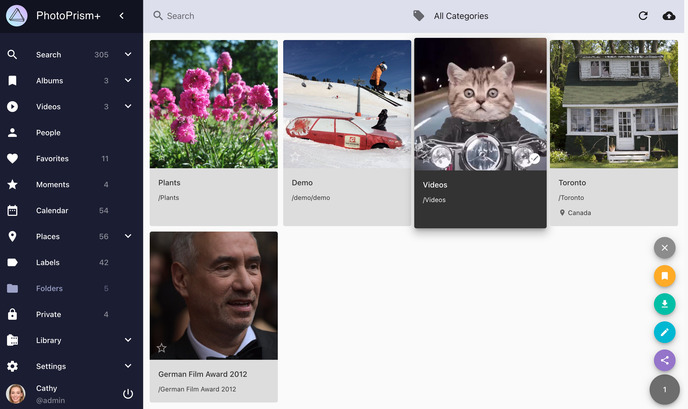 PhotoPrism+
Search 305
Albums 3
Videos 3
People
Favorites 11
Moments 4
Calendar 54
Places 56
Labels 42
Folders 5
Private 4
Library
Settings
Cathy
@admin
Search
All Categories
Plants
/Plants
Demo
/demo/demo
Videos
/Videos
Toronto
/Toronto
Canada
German Film Award 2012
/German Film Award 2012
1